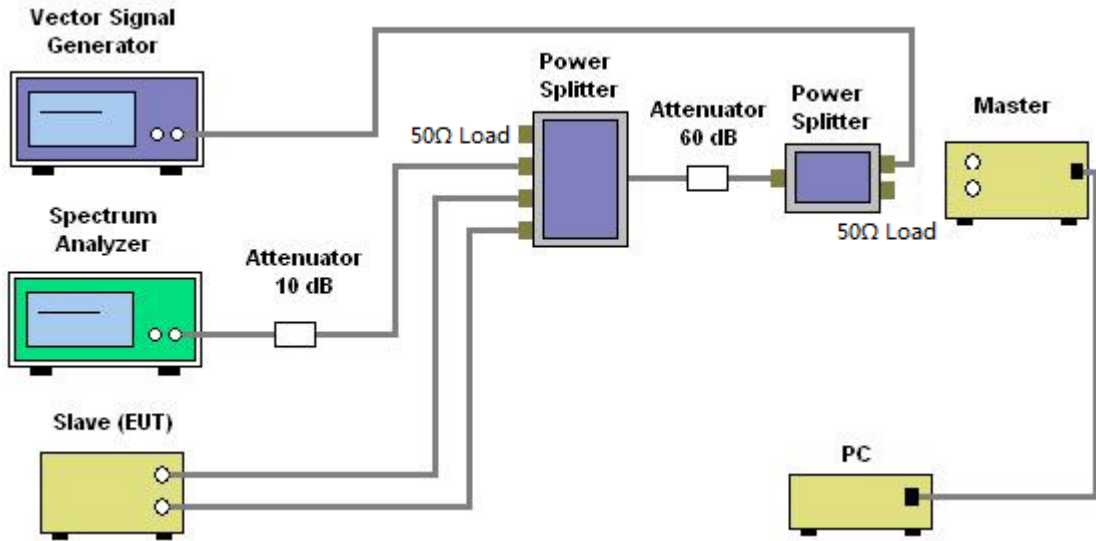 Vector Signal
Generator
Power
Splitter
50Ω Load
Attenuator
60 dB
Power
Splitter
Master
50Ω Load
Spectrum
Analyzer
Attenuator
10 dB
Slave (EUT)
PC